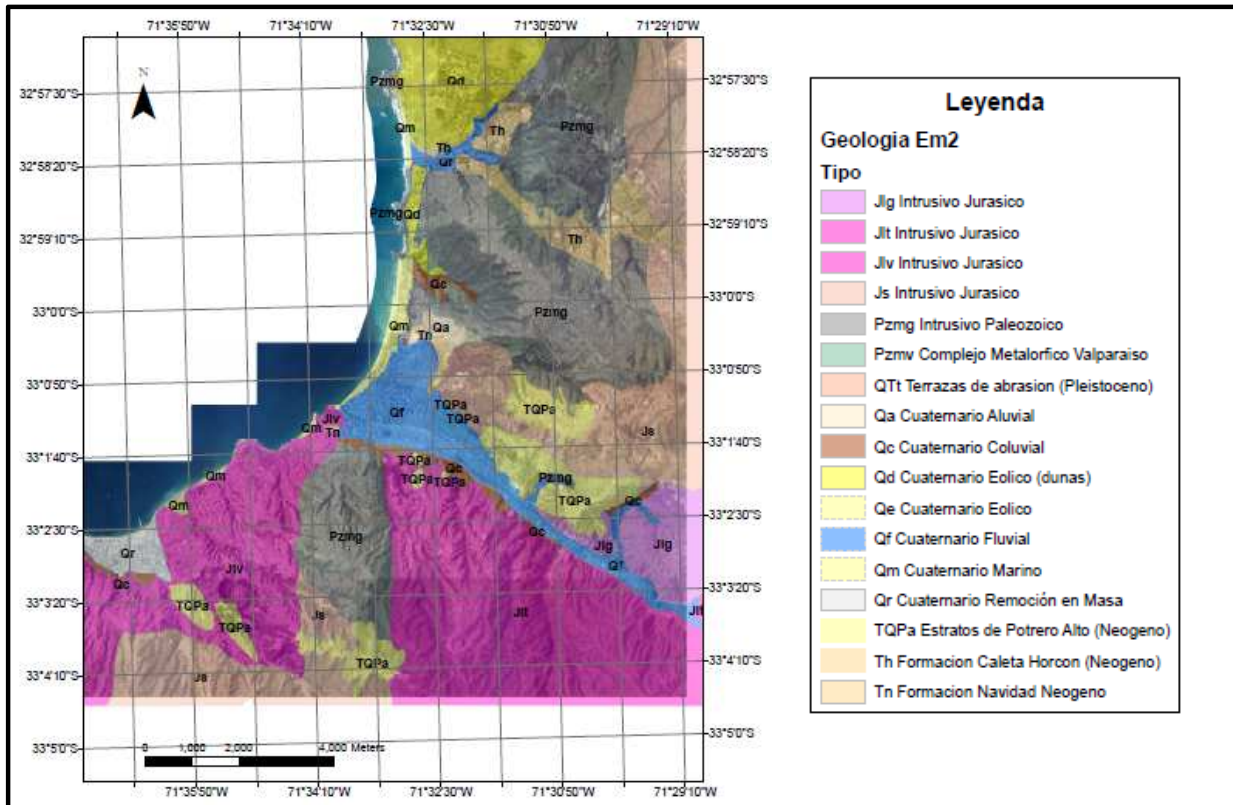 71°35'50"W 71°34'10"W 71°32'30"W 71°30'50"W 71°29'10"W
N
Pzmg
Qd
32°57'30"S 32°57'30"S
Qm
Th
Pzmg
Th
Qf
32°58'20"S 32°58'20"S
Pzmg
Qd
32°59'10"S 32°59'10"S
Th
Qc
33°0'0"S 33°0'0"S
Pzmg
Qm
Qa
Tn
33°0'50"S 33°0'50"S
Qf
TQPa
TQPa
TQPa
Jlv
Qm
Tn
Js
33°1'40"S 33°1'40"S
TQPa
Qc
TQPa
TQPa
Pzmg
TQPa
Qc
Qm
Qm
33°2'30"S 33°2'30"S
Qr
Pzmg
Qc
Jlg
Jlg
Qf
Qc
Jlv
33°3'20"S 33°3'20"S
TQPa
TQPa
Js
Jlt
Jlt
TQPa
33°4'10"S 33°4'10"S
Js
33°5'0"S 33°5'0"S
0 1,000 2,000 4,000 Meters
71°35'50"W 71°34'10"W 71°32'30"W 71°30'50"W 71°29'10"W
Leyenda
Geologia Em2
Tipo
Jlg Intrusivo Jurasico
Jlt Intrusivo Jurasico
Jlv Intrusivo Jurasico
Js Intrusivo Jurasico
Pzmg Intrusivo Paleozoico
Pzmv Complejo Metalorfico Valparaiso
QTt Terrazas de abrasion (Pleistoceno)
Qa Cuaternario Aluvial
Qc Cuaternario Coluvial
Qd Cuaternario Eolico (dunas)
Qe Cuaternario Eolico
Qf Cuaternario Fluvial
Qm Cuaternario Marino
Qr Cuaternario Remoción en Masa
TQPa Estratos de Potrero Alto (Neogeno)
Th Formacion Caleta Horcon (Neogeno)
Tn Formacion Navidad Neogeno